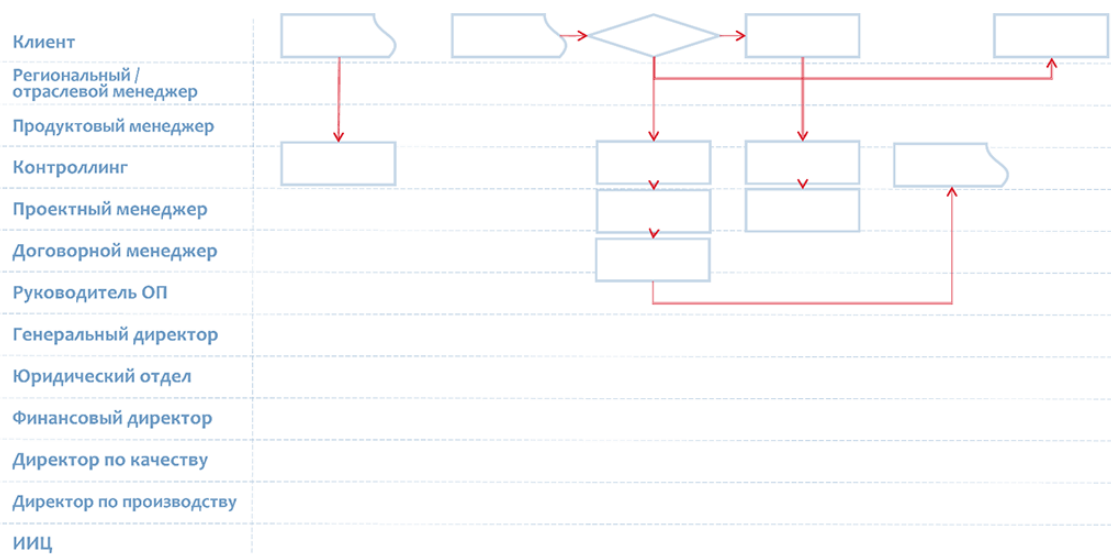 Клиент
Региональный /
отраслевой менеджер
Продуктовый менеджер
Контроллинг
Проектный менеджер
Договорной менеджер
Руководитель ОП
Генеральный директор
Юридический отдел
Финансовый директор
Директор по качеству
Директор по производству
ИИЦ